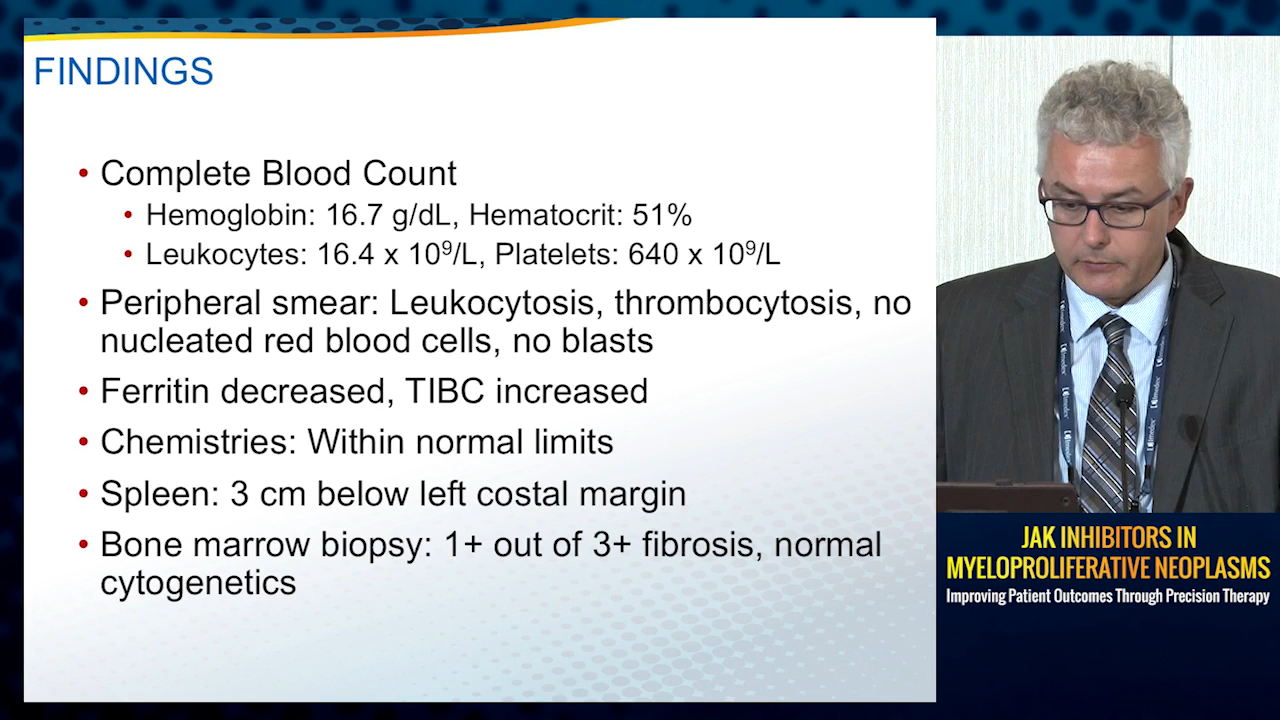 FINDINGS
• Complete Blood Count
• Hemoglobin: 16.7 g/dL, Hematocrit: 51%
• Leukocytes: 16.4 x 10⁹/L, Platelets: 640 x 10⁹/L
• Peripheral smear: Leukocytosis, thrombocytosis, no
nucleated red blood cells, no blasts
• Ferritin decreased, TIBC increased
• Chemistries: Within normal limits
• Spleen: 3 cm below left costal margin
• Bone marrow biopsy: 1+ out of 3+ fibrosis, normal
cytogenetics
JAK INHIBITORS IN
MYELOPROLIFERATIVE NEOPLASMS
Improving Patient Outcomes Through Precision Therapy